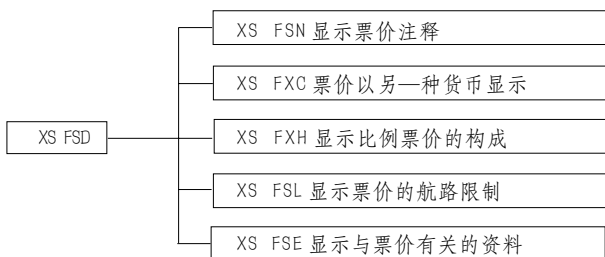 XS FSN 显示票价注释
XS FXC 票价以另—种货币显示
XS FSD
XS FXH 显示比例票价的构成
XS FSL 显示票价的航路限制
XS FSE 显示与票价有关的资料